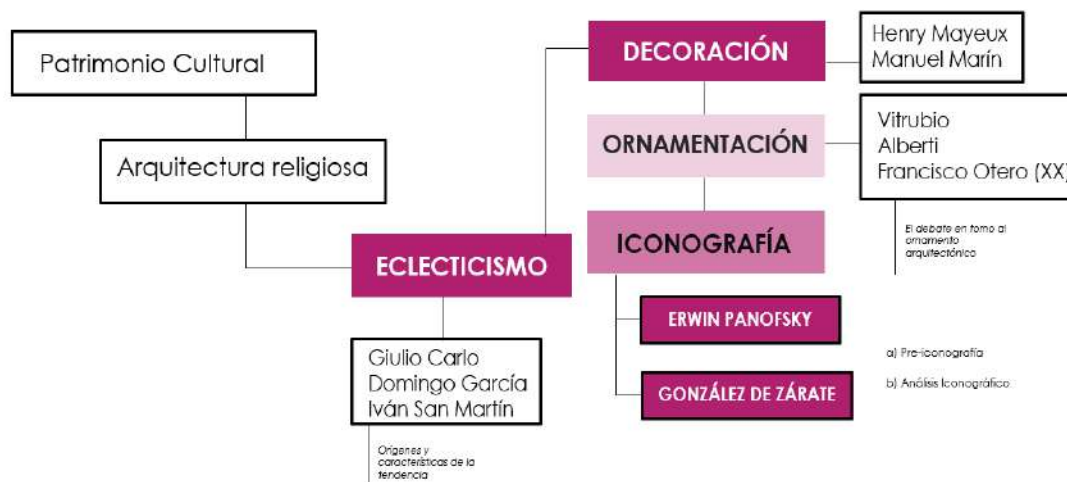 Patrimonio Cultural
Arquitectura religiosa
ECLECTICISMO
Giulio Carlo
Domingo García
Iván San Martín
Orígenes y
características de la
tendencia
DECORACIÓN
Henry Mayeux
Manuel Marín
ORNAMENTACIÓN
Vitrubio
Alberti
Francisco Otero (XX)
El debate en torno al
ornamento
arquitectónico
ICONOGRAFÍA
ERWIN PANOFSKY
a) Pre-iconografía
b) Análisis Iconográfico
GONZÁLEZ DE ZÁRATE